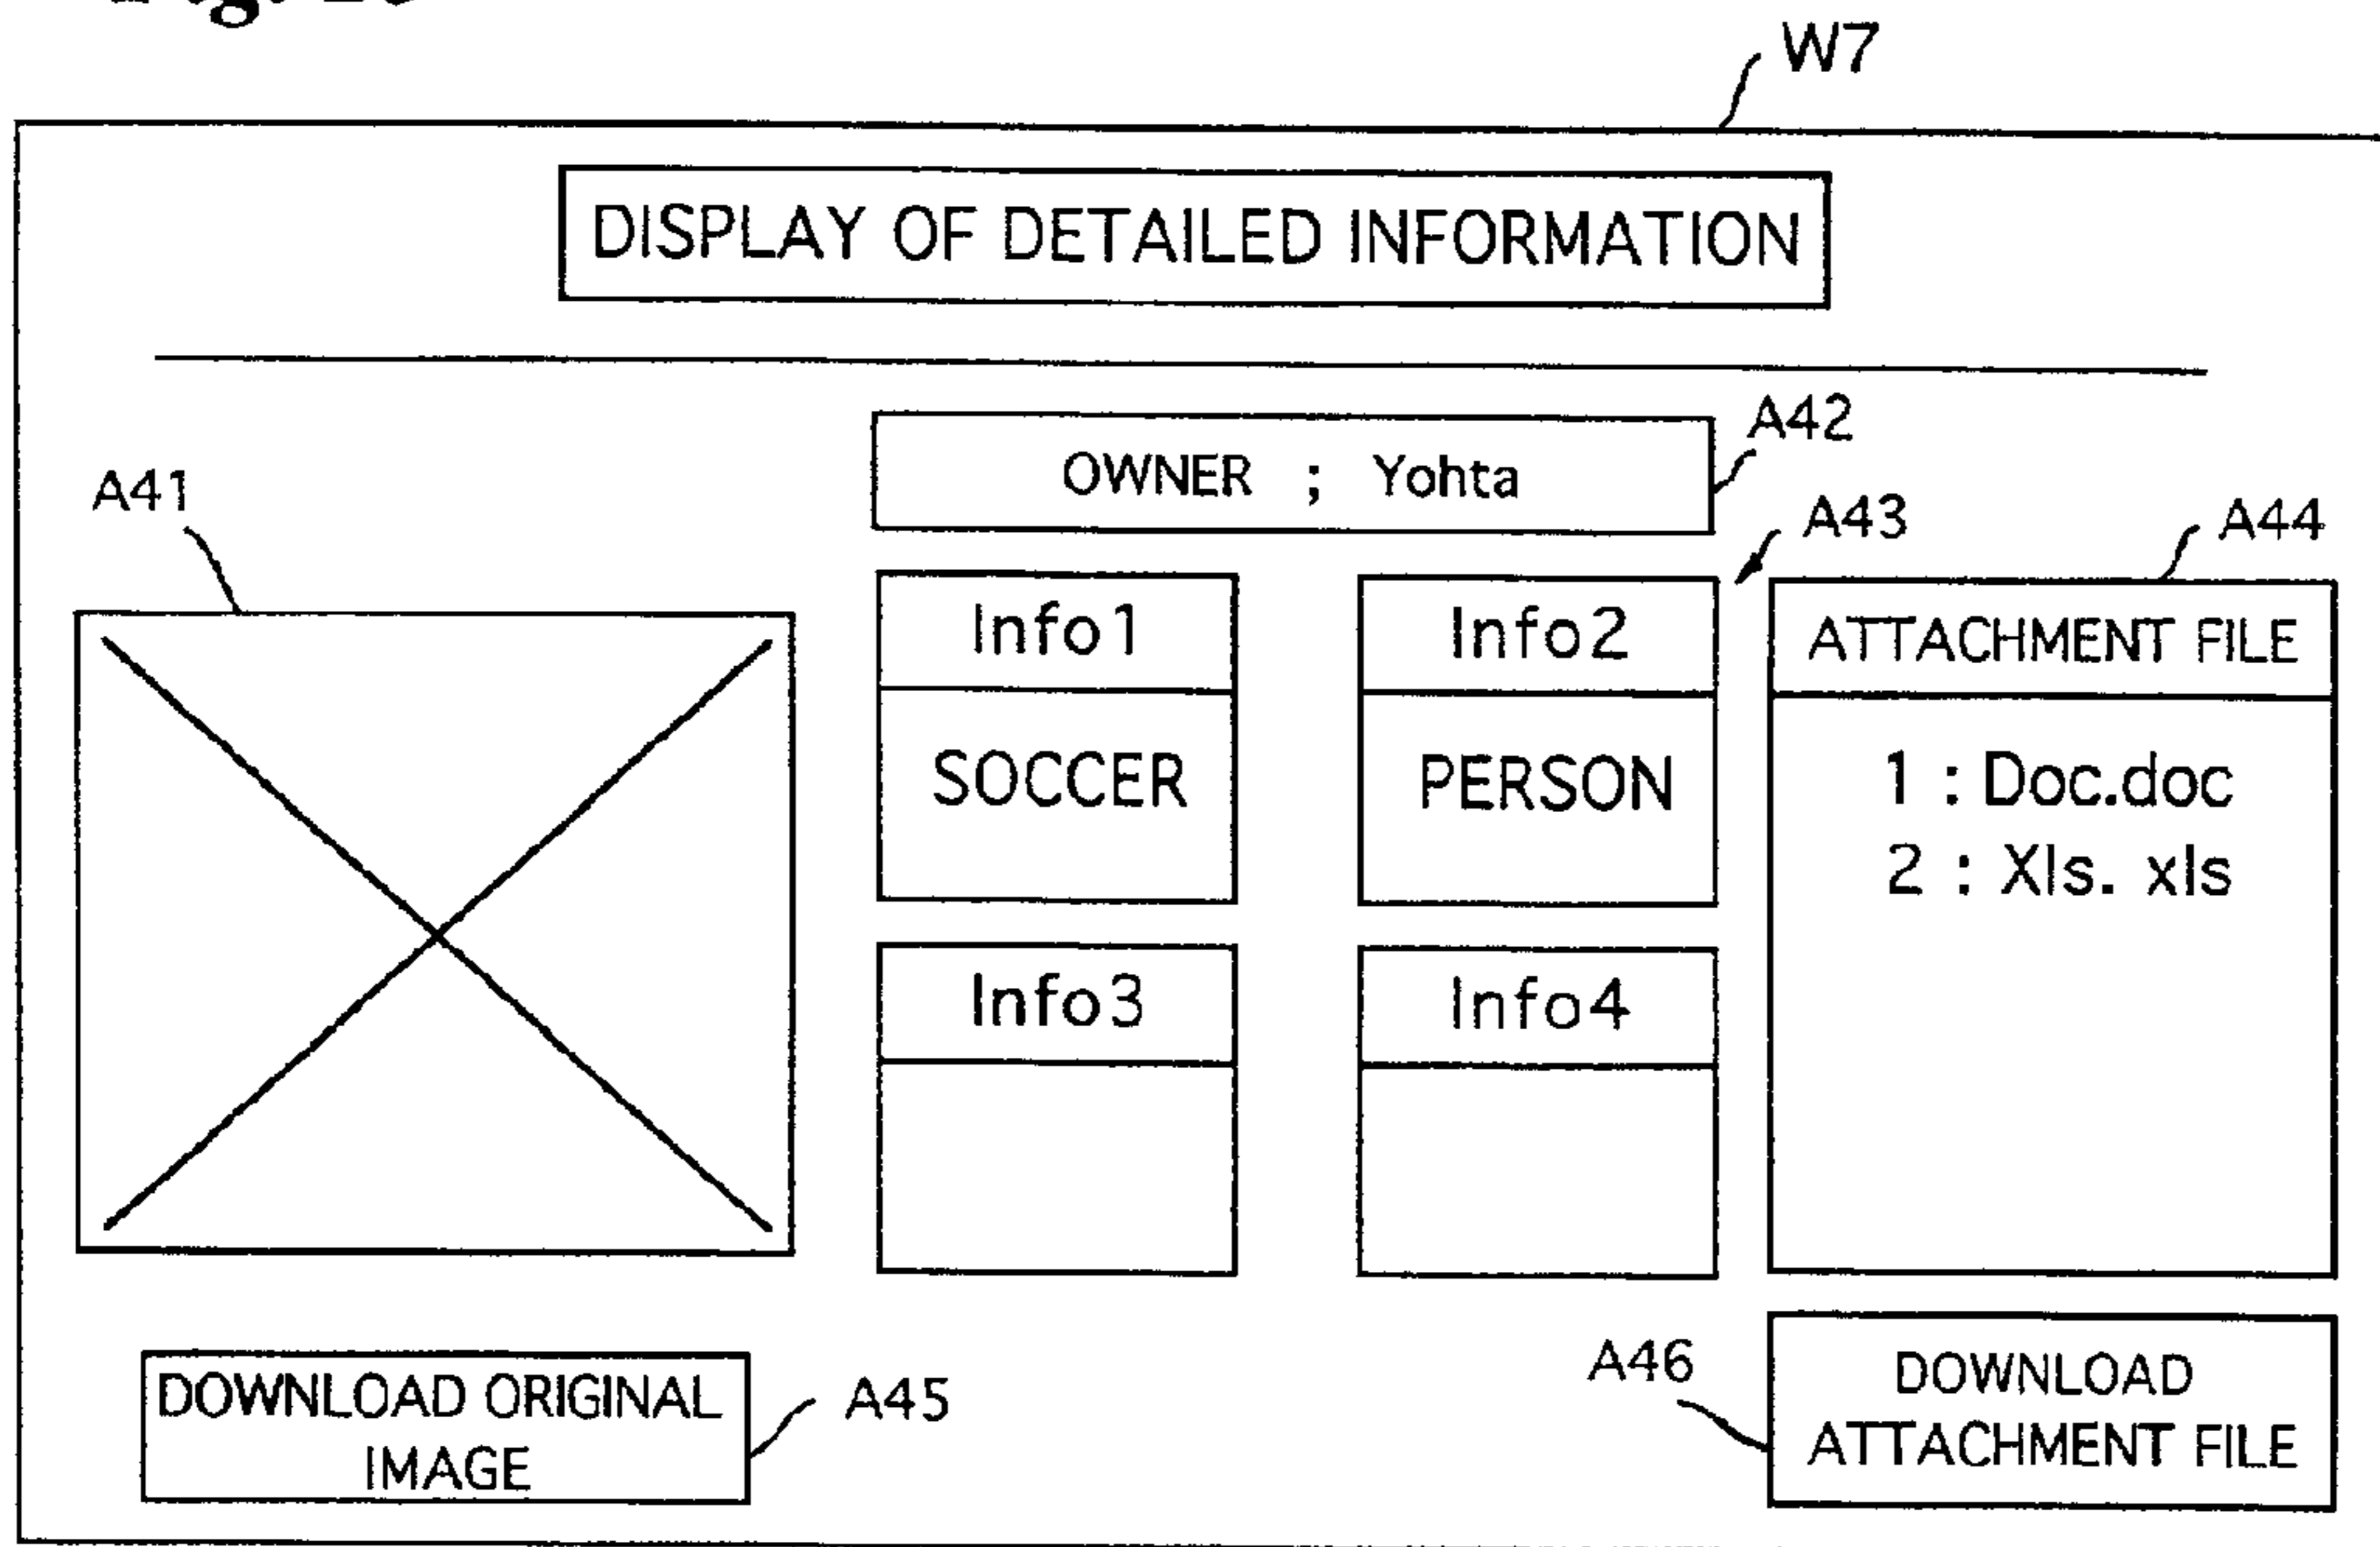 W7
DISPLAY OF DETAILED INFORMATION
OWNER ; Yohta
A42
A41
A43
A44
Info1
Info2
ATTACHMENT FILE
SOCCER
PERSON
1 : Doc.doc
2 : Xls. xls
Info3
Info4
DOWNLOAD ORIGINAL
IMAGE
A45
A46
DOWNLOAD
ATTACHMENT FILE